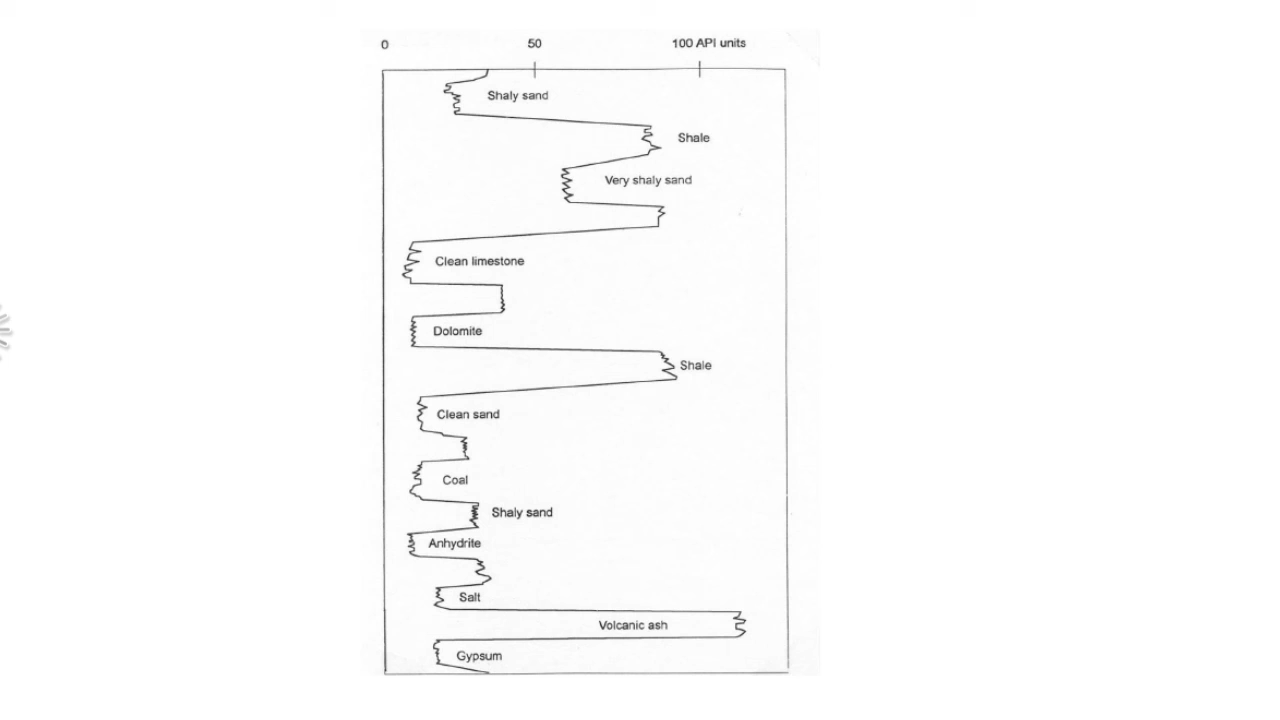 0 50 100 API units
Shaly sand
Shale
Very shaly sand
Clean limestone
Dolomite
Shale
Clean sand
Coal
Shaly sand
Anhydrite
Salt
Volcanic ash
Gypsum